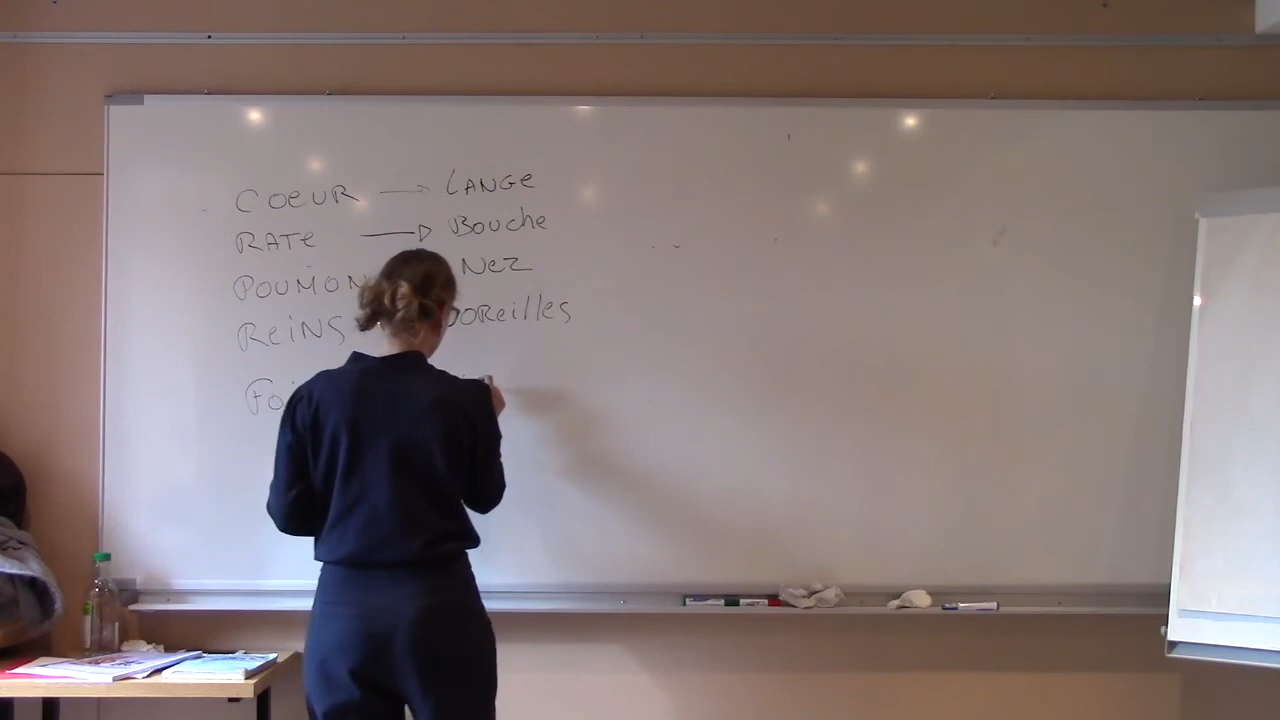 COEUR → LANGE
RATE → Bouche
POUMON NEZ
REINS OREILLES